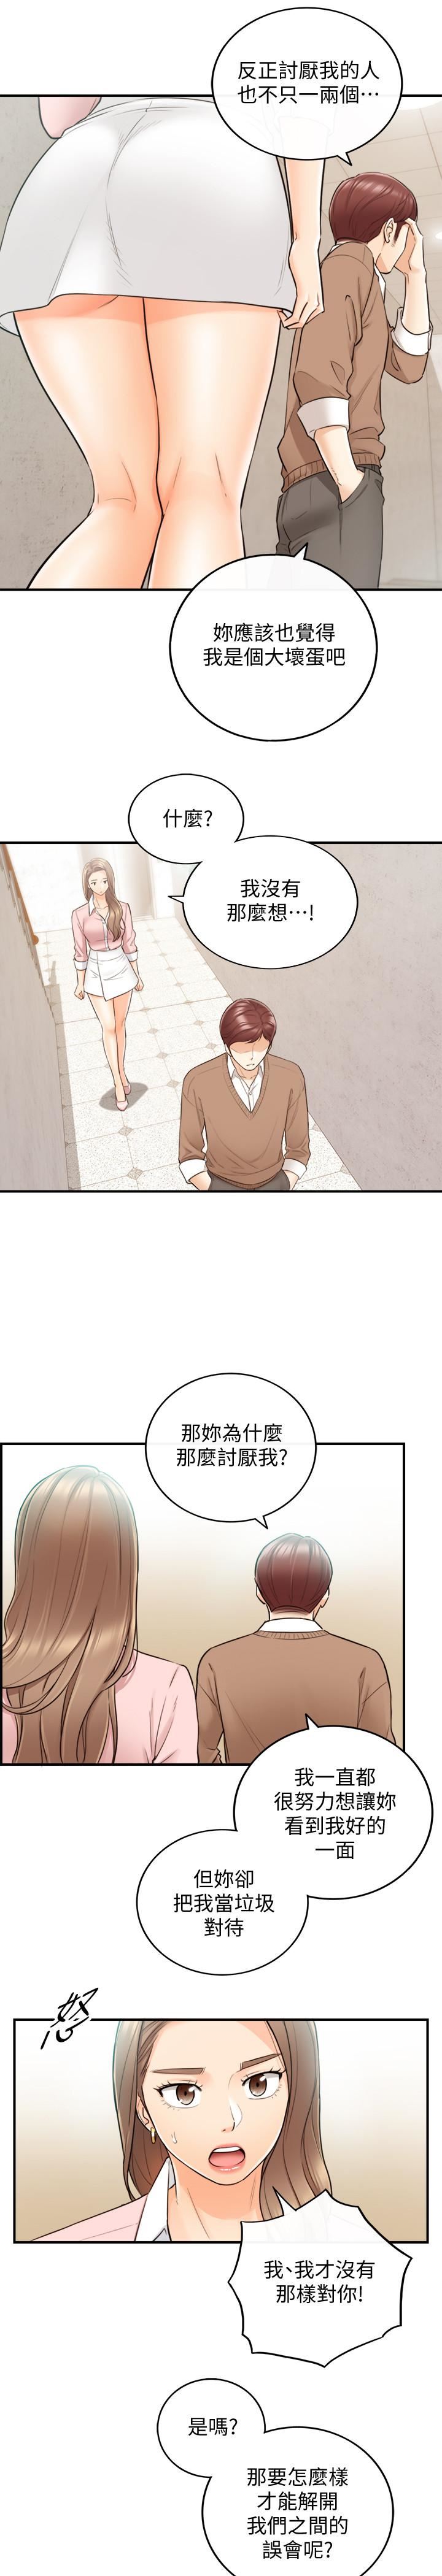 反正討厭我的人
也不只一兩個…
妳應該也覺得
我是個大壞蛋吧
什麼?
我沒有
那麼想…!
那妳為什麼
那麼討厭我?
我一直都
很努力想讓妳
看到我好的
一面
但妳卻
把我當垃圾
對待
怒
我、我才沒有
那樣對你!
是嗎?
那要怎麼樣
才能解開
我們之間的
誤會呢?